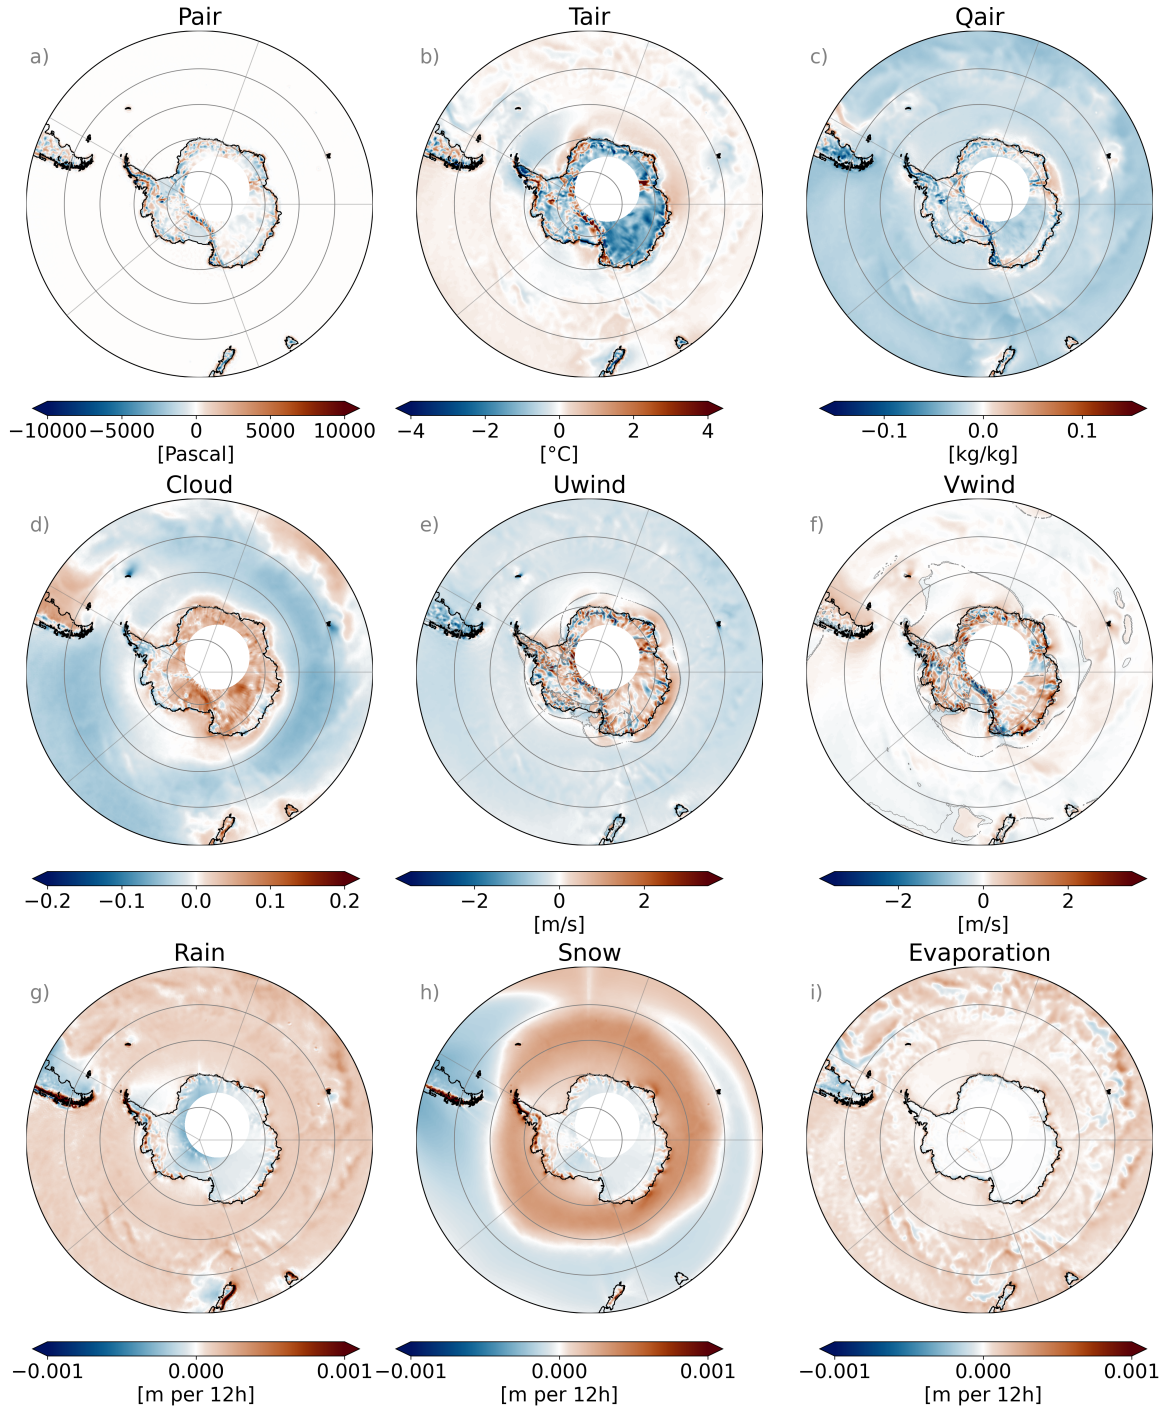 Pair
Tair
Qair
a)
b)
c)
−10000 −5000 0 5000 10000
−4 −2 0 2 4
−0.1 0.0 0.1
[Pascal]
[°C]
[kg/kg]
Cloud
Uwind
Vwind
d)
e)
f)
−0.2 −0.1 0.0 0.1 0.2
−2 0 2
−2 0 2
[m/s]
[m/s]
Rain
Snow
Evaporation
g)
h)
i)
−0.001 0.000 0.001
−0.001 0.000 0.001
−0.001 0.000 0.001
[m per 12h]
[m per 12h]
[m per 12h]